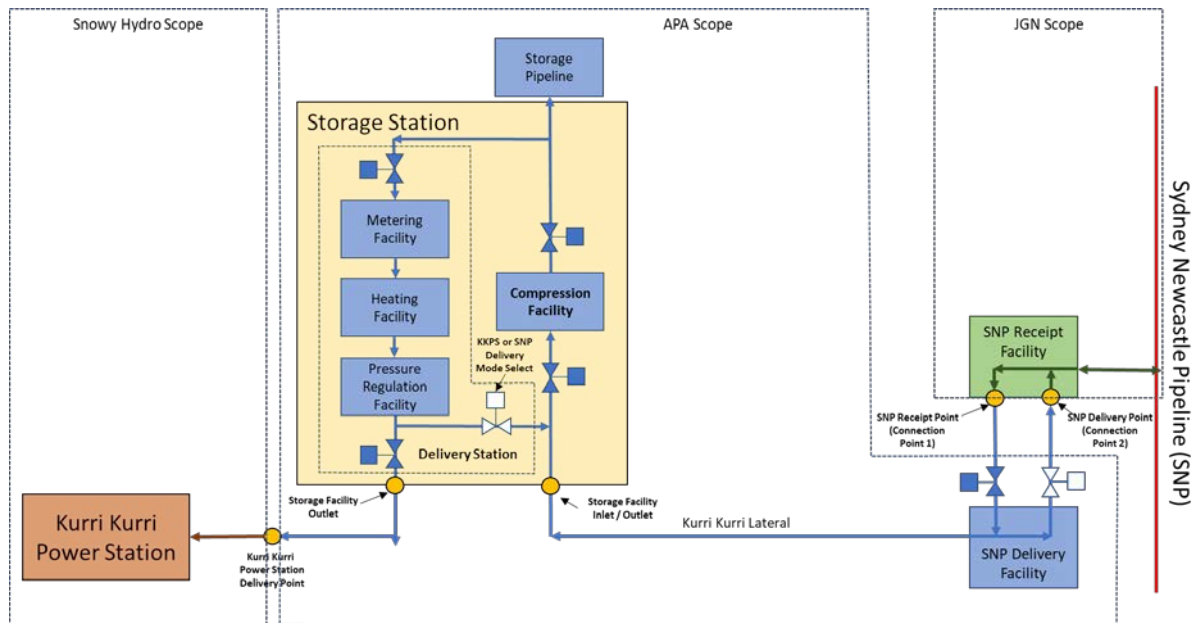 Snowy Hydro Scope
APA Scope
JGN Scope
Storage
Pipeline
Storage Station
Metering
Facility
Heating
Facility
Pressure
Regulation
Facility
Compression
Facility
KKPS or SNP
Delivery
Mode Select
Delivery Station
Storage Facility
Outlet
Storage Facility
Inlet / Outlet
Kurri Kurri
Power Station
Kurri Kurri
Power Station
Delivery Point
Kurri Kurri Lateral
SNP Receipt
Facility
SNP Receipt Point
(Connection
Point 1)
SNP Delivery Point
(Connection
Point 2)
SNP Delivery
Facility
Sydney Newcastle Pipeline (SNP)